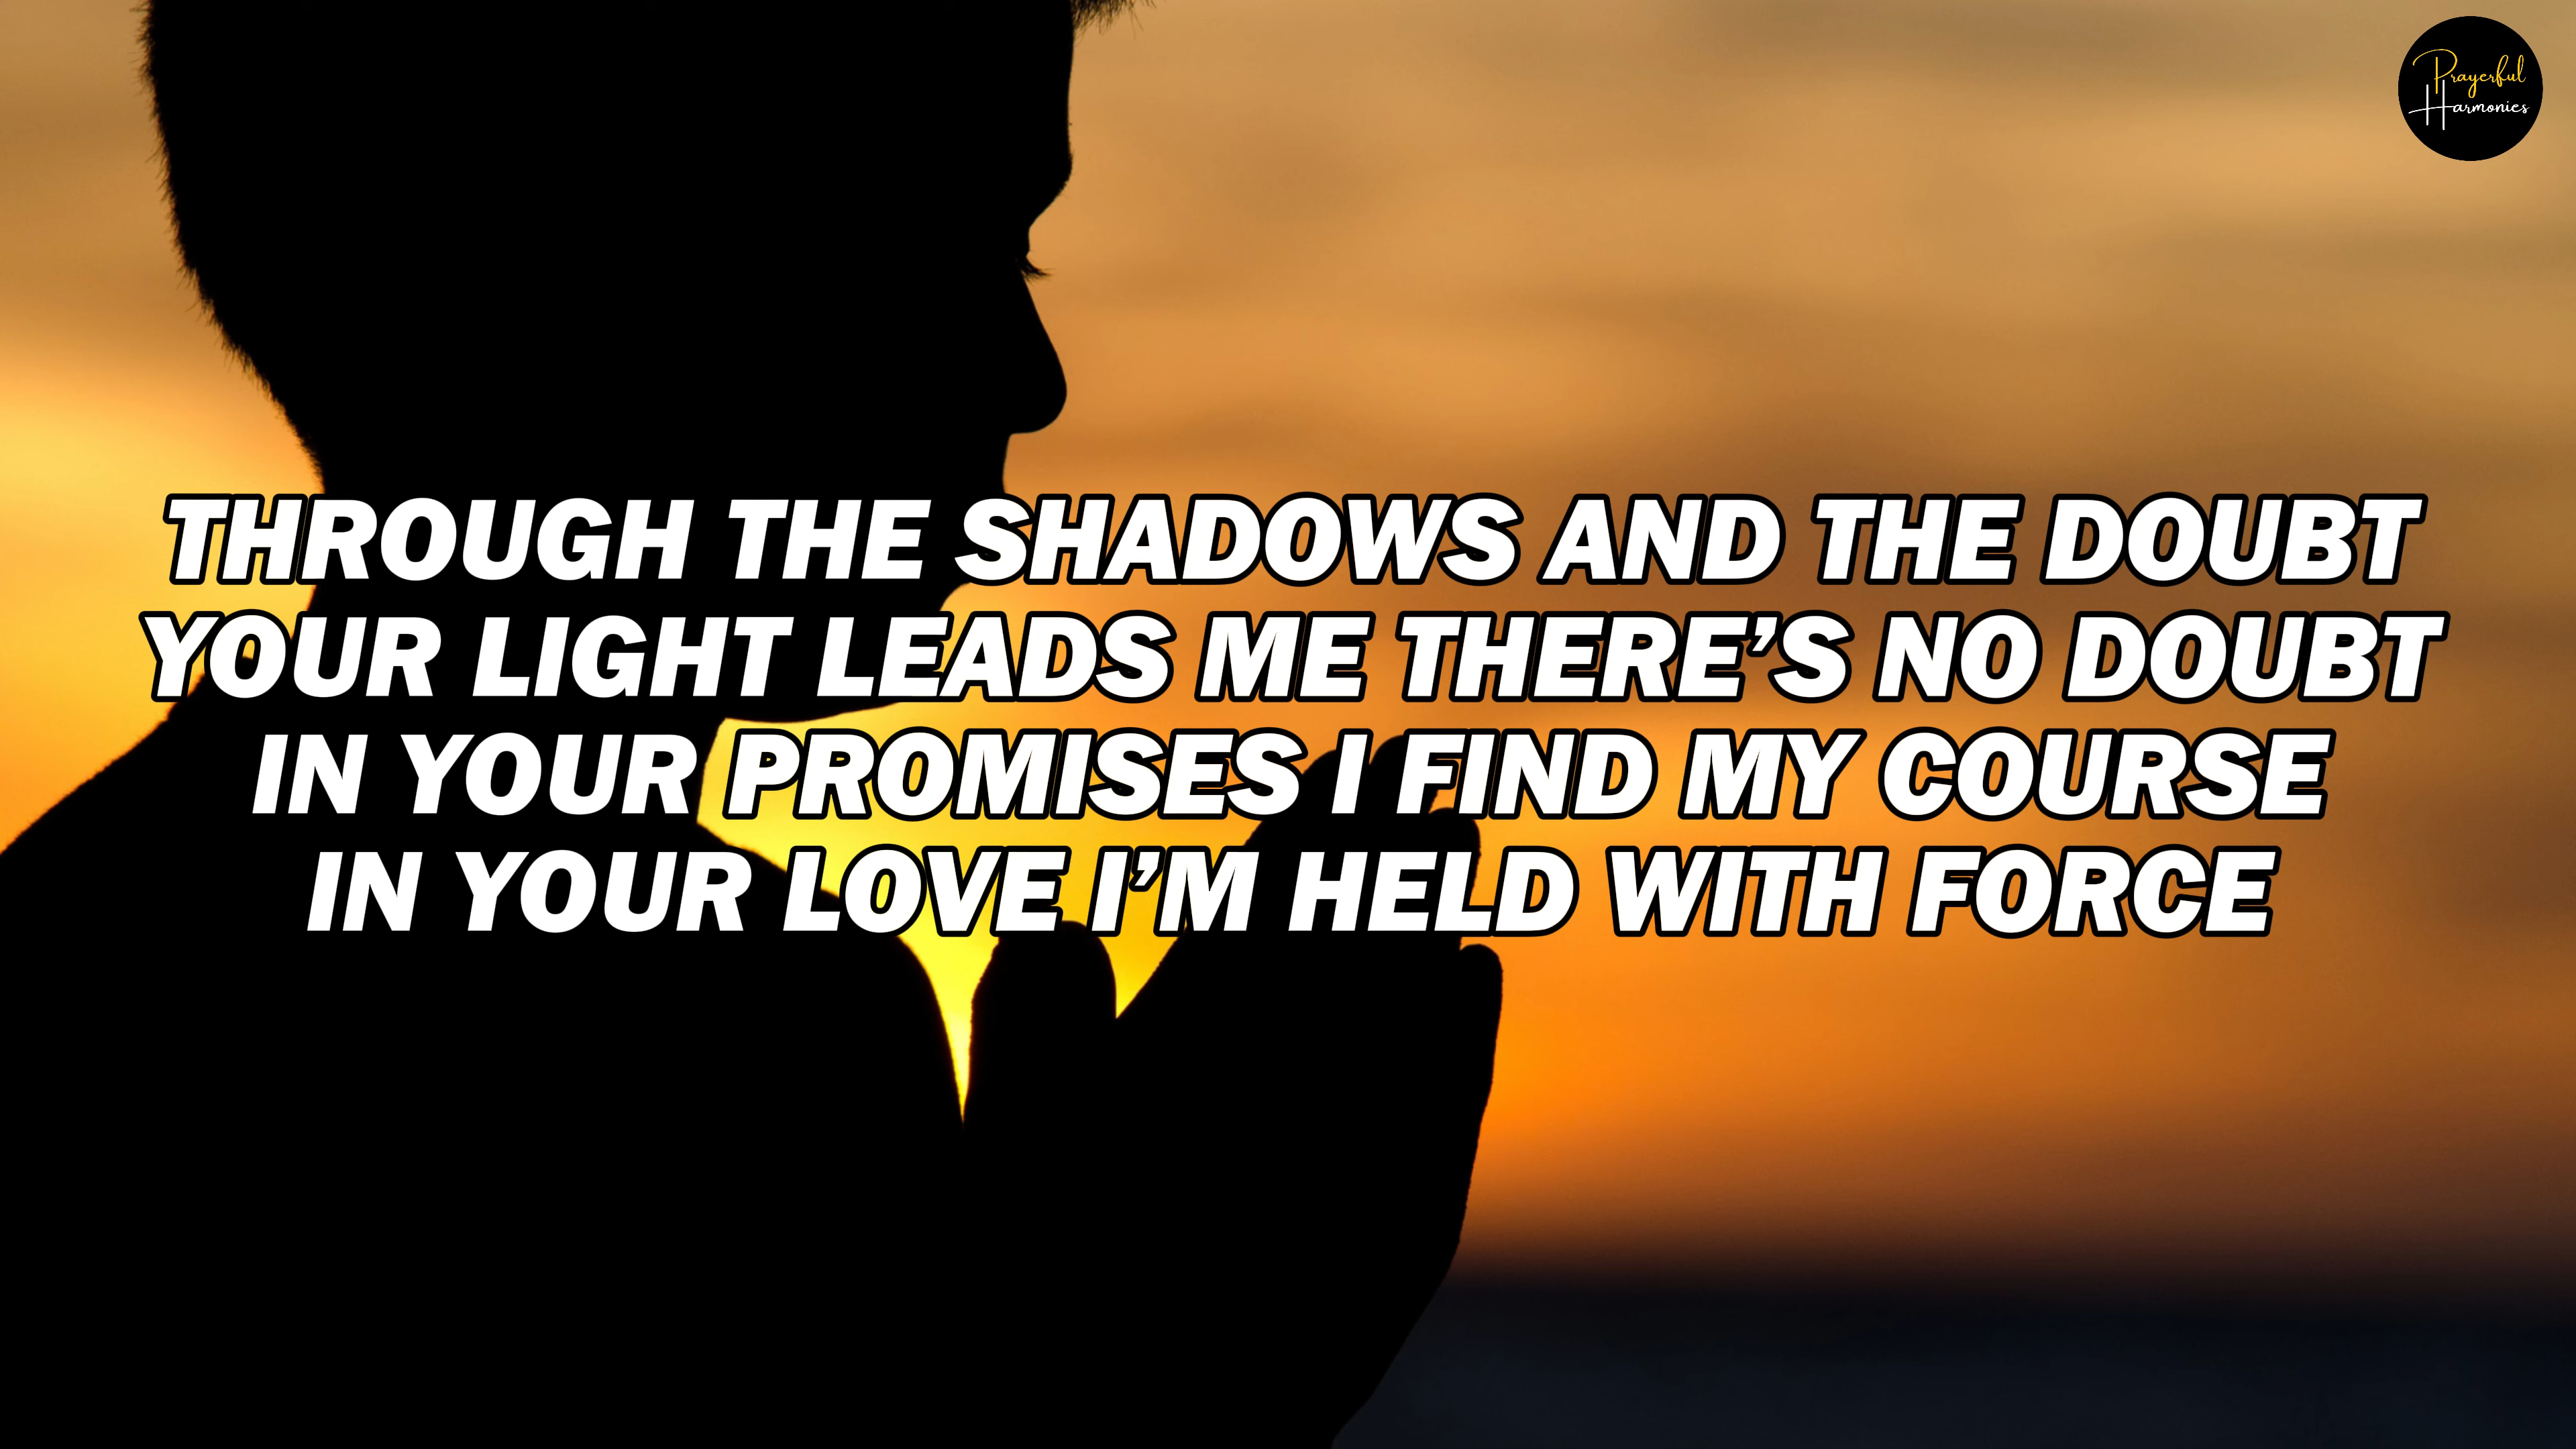 Prayerful
Harmonies
THROUGH THE SHADOWS AND THE DOUBT
YOUR LIGHT LEADS ME THERE’S NO DOUBT
IN YOUR PROMISES I FIND MY COURSE
IN YOUR LOVE I’M HELD WITH FORCE